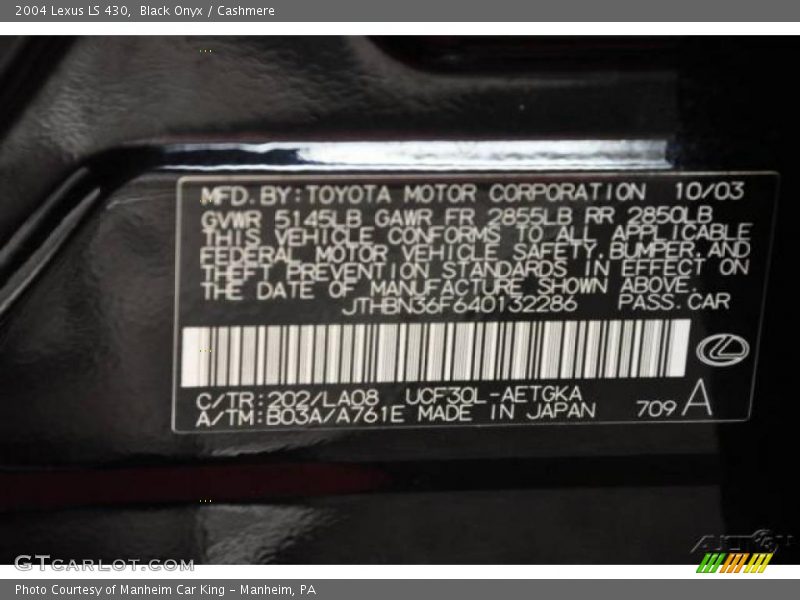 2004 Lexus LS 430,  Black Onyx / Cashmere
MFD. BY: TOYOTA MOTOR CORPORATION 10/03
GVWR 5145LB GAWR FR 2855LB RR 2850LB
THIS VEHICLE CONFORMS TO ALL APPLICABLE
FEDERAL MOTOR VEHICLE SAFETY, BUMPER, AND
THEFT PREVENTION STANDARDS IN EFFECT ON
THE DATE OF MANUFACTURE SHOWN ABOVE.
JTHBN36F640132286 PASS. CAR
C/TR: 202/LA08 UCF30L-AETGKA
A/TM: B03A/A761E MADE IN JAPAN 709 A
GTCARLOT.COM
Photo Courtesy of Manheim Car King - Manheim, PA